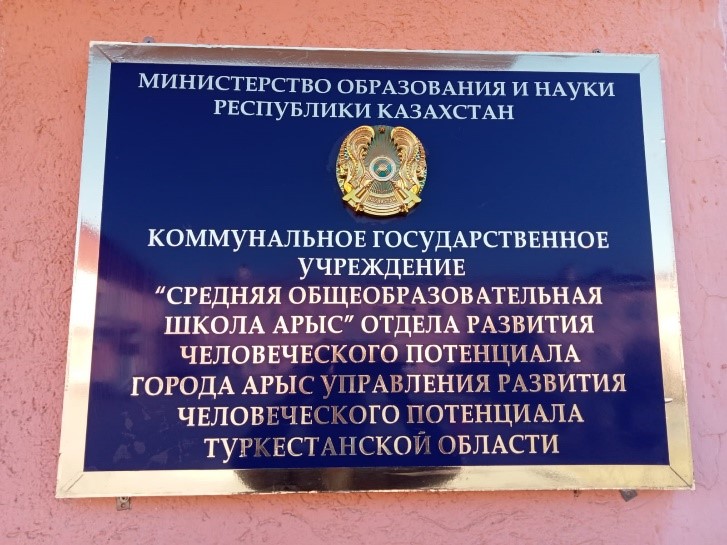 МИНИСТЕРСТВО ОБРАЗОВАНИЯ И НАУКИ
РЕСПУБЛИКИ КАЗАХСТАН
КОММУНАЛЬНОЕ ГОСУДАРСТВЕННОЕ
УЧРЕЖДЕНИЕ
“СРЕДНЯЯ ОБЩЕОБРАЗОВАТЕЛЬНАЯ
ШКОЛА АРЫС” ОТДЕЛА РАЗВИТИЯ
ЧЕЛОВЕЧЕСКОГО ПОТЕНЦИАЛА
ГОРОДА АРЫС УПРАВЛЕНИЯ РАЗВИТИЯ
ЧЕЛОВЕЧЕСКОГО ПОТЕНЦИАЛА
ТУРКЕСТАНСКОЙ ОБЛАСТИ